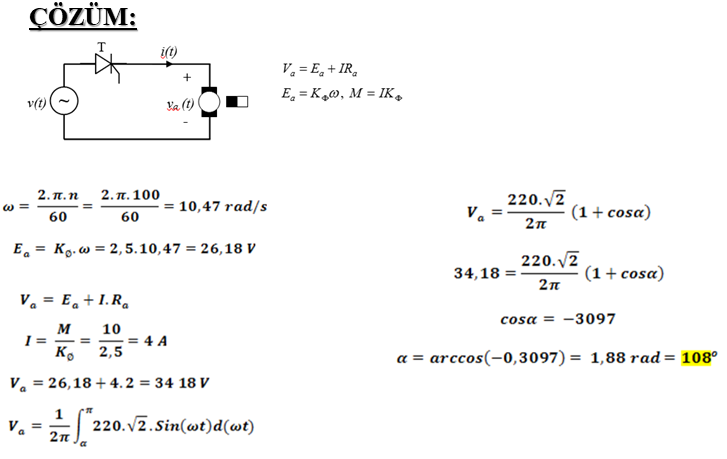 ÇÖZÜM:
T
i(t)
+
v(t)
~
va (t)
-
Va = Ea + IRa
Ea = KΦω, M = IKΦ
ω = 2.π.n / 60 = 2.π.100 / 60 = 10,47 rad/s
Ea = KØ.ω = 2,5.10,47 = 26,18 V
Va = Ea + I.Ra
I = M / KØ = 10 / 2,5 = 4 A
Va = 26,18 + 4.2 = 34 18 V
Va = 1 / 2π ∫απ 220.√2.Sin(ωt)d(ωt)
Va = 220.√2 / 2π (1 + cosα)
34,18 = 220.√2 / 2π (1 + cosα)
cosα = −3097
α = arccos(−0,3097) = 1,88 rad = 108°